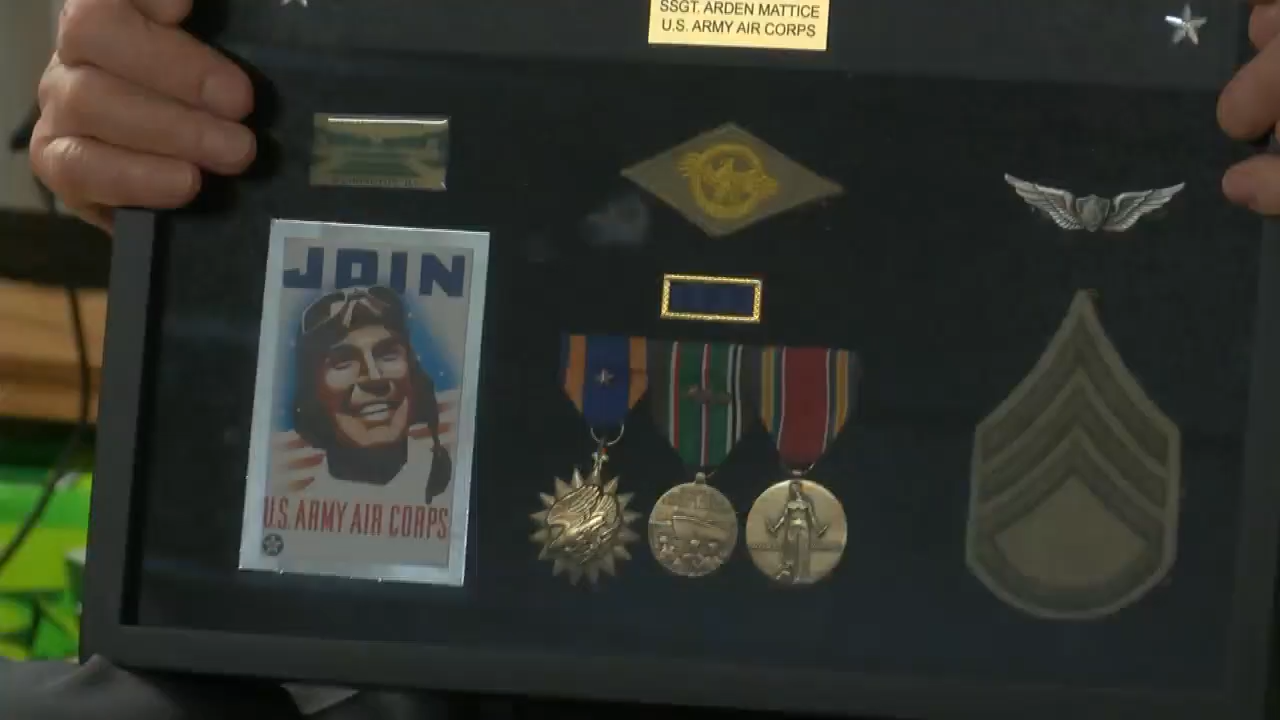 SSGT. ARDEN MATTICE
U.S. ARMY AIR CORPS
JOIN
U.S. ARMY AIR CORPS